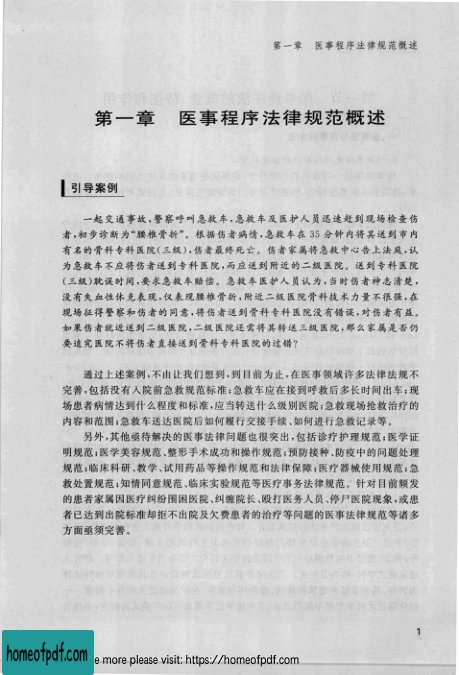 第一章 医事程序法律规范概述
第一章 医事程序法律规范概述
引导案例
一起交通事故,警察呼叫急救车,急救车及医护人员迅速赶到现场检查伤
者,初步诊断为“腰椎骨折”。根据伤者病情,急救车在 35 分钟内将其送到市内
有名的骨科专科医院(三级),伤者最终死亡。伤者家属将急救中心告上法庭,认
为急救车不应将伤者送到专科医院,而应送到附近的二级医院。送到专科医院
(三级)耽误时间,要求急救车赔偿。急救车医护人员认为,当时伤者神志清楚,
没有失血性休克表现,仅表现腰椎骨折,附近二级医院骨科技术力量不很强,在
现场征得警察和伤者的同意,将伤者送到骨科专科医院没有错误,对伤者有益。
如果伤者就近送到二级医院,二级医院还需将其转送三级医院,那么家属是否仍
要追究医院不将伤者直接送到骨科专科医院的过错?
通过上述案例,不由让我们想到,到目前为止,在医事领域许多法律法规不
完善,包括没有入院前急救规范标准;急救车应在接到呼救后多长时间出车;现
场患者病情达到什么程度和标准,应当转送什么级别医院;急救现场抢救治疗的
内容和范围;急救车送达医院后如何履行交接手续、如何进行急救记录等。
另外,其他亟待解决的医事法律问题也很突出,包括诊疗护理规范;医学证
明规范;医学美容规范、整形手术成功和操作规范;预防接种、防疫中的问题处理
规范;临床科研、教学、试用药品等操作规范和法律保障;医疗器械使用规范;急
救处置规范;知情同意规范、临床实验规范等医疗事务法律规范。针对目前频发
的患者家属因医疗纠纷围困医院、纠缠院长、殴打医务人员、停尸医院现象,或患
者已达到出院标准却拒不出院及欠费患者的治疗等问题的医事法律规范等诸多
方面亟须完善。
1
homeofpdf.com
e more please visit: https://homeofpdf.com